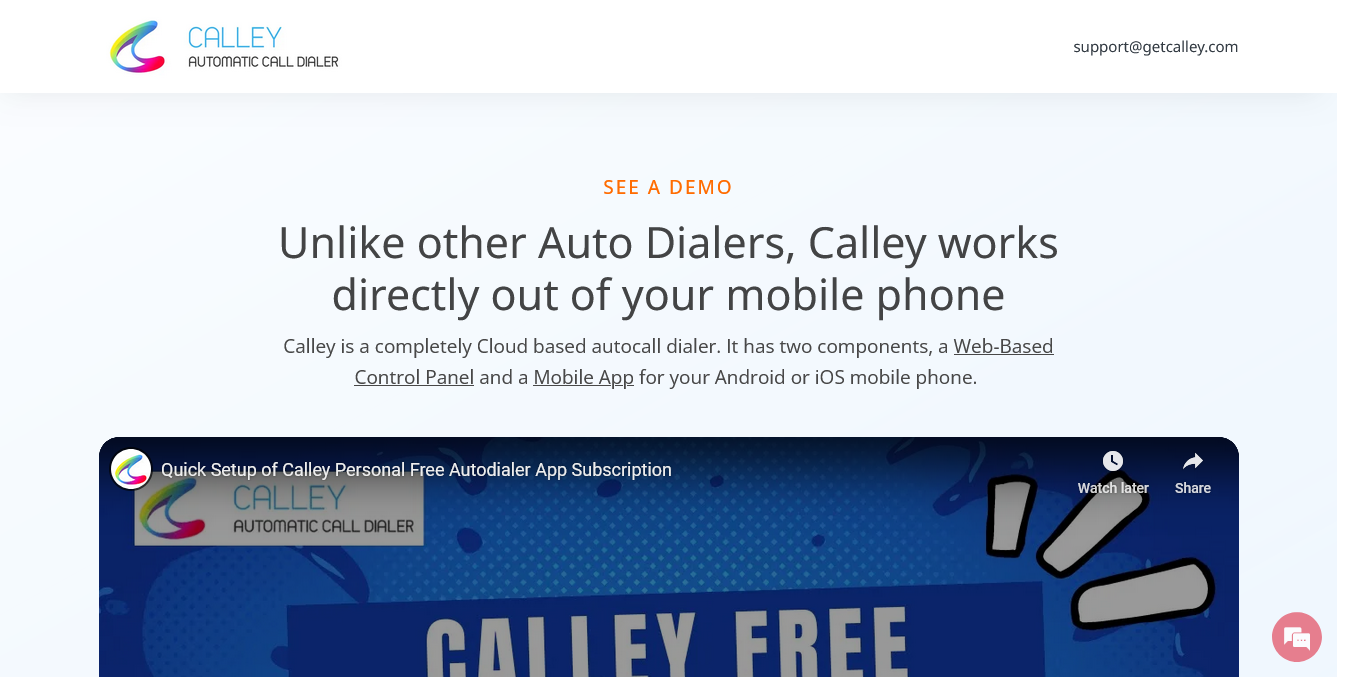 CALLEY
AUTOMATIC CALL DIALER
support@getcalley.com
SEE A DEMO
Unlike other Auto Dialers, Calley works
directly out of your mobile phone
Calley is a completely Cloud based autocall dialer. It has two components, a Web-Based
Control Panel and a Mobile App for your Android or iOS mobile phone.
Quick Setup of Calley Personal Free Autodialer App Subscription
Watch later
Share
CALLEY
AUTOMATIC CALL DIALER
CALLEY FREE